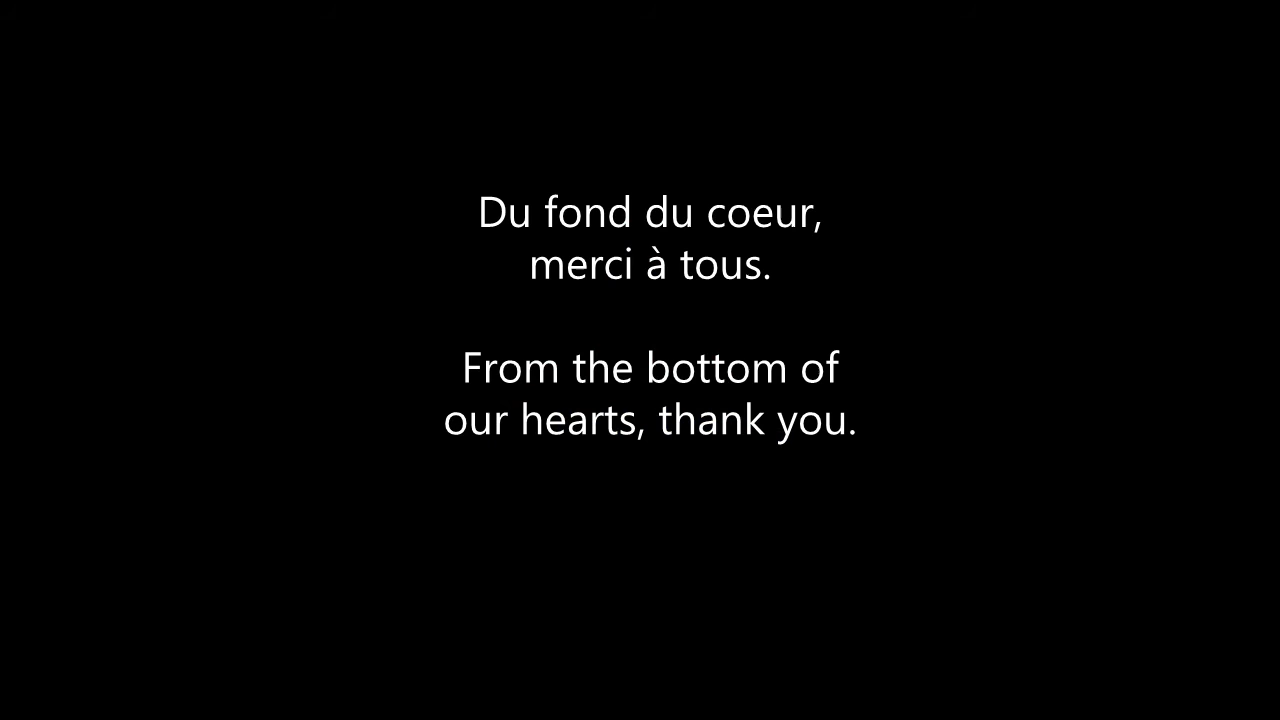 Du fond du coeur,
merci à tous.
From the bottom of
our hearts, thank you.